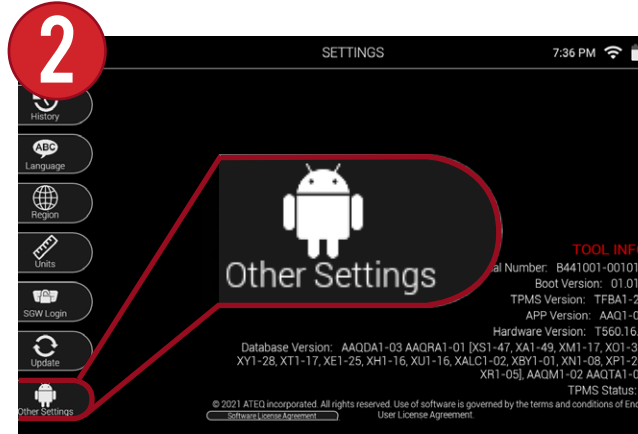 2
SETTINGS
7:36 PM
History
ABC
Language
Region
Units
SGW Login
Update
Other Settings
Other Settings
TOOL INFO
al Number: B441001-00101
Boot Version: 01.01
TPMS Version: TFBA1-2
APP Version: AAQ1-0
Hardware Version: T560.16.
Database Version: AAQDA1-03 AAQRA1-01 [XS1-47, XA1-49, XM1-17, XO1-3
XY1-28, XT1-17, XE1-25, XH1-16, XU1-16, XALC1-02, XBY1-01, XN1-08, XP1-2
XR1-05], AAQM1-02 AAQTA1-0
TPMS Status:
© 2021 ATEQ incorporated. All rights reserved. Use of software is governed by the terms and conditions of End
Software License Agreement
User License Agreement.